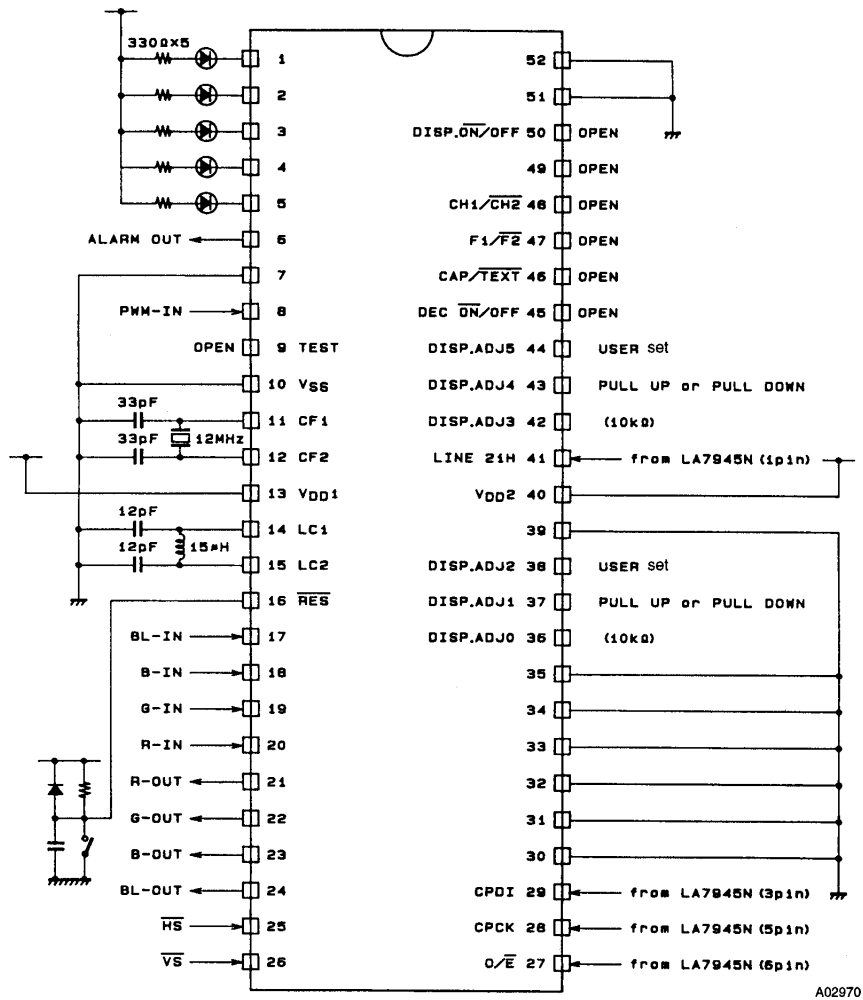 330Ω×5
1
2
3
4
5
ALARM OUT 6
7
PWM-IN 8
OPEN 9 TEST
10 VSS
33pF
11 CF1
33pF 12MHz
12 CF2
13 VDD1
12pF
14 LC1
12pF 15μH
15 LC2
16 RES
BL-IN 17
B-IN 18
G-IN 19
R-IN 20
R-OUT 21
G-OUT 22
B-OUT 23
BL-OUT 24
HS 25
VS 26
52
51
DISP.ON/OFF 50 OPEN
49 OPEN
CH1/CH2 48 OPEN
F1/F2 47 OPEN
CAP/TEXT 46 OPEN
DEC ON/OFF 45 OPEN
DISP.ADJ5 44 USER set
DISP.ADJ4 43 PULL UP or PULL DOWN
DISP.ADJ3 42 (10kΩ)
LINE 21H 41 from LA7945N (1pin)
VDD2 40
39
DISP.ADJ2 38 USER set
DISP.ADJ1 37 PULL UP or PULL DOWN
DISP.ADJ0 36 (10kΩ)
35
34
33
32
31
30
CPDI 29 from LA7945N (3pin)
CPCK 28 from LA7945N (5pin)
O/E 27 from LA7945N (6pin)
A02970